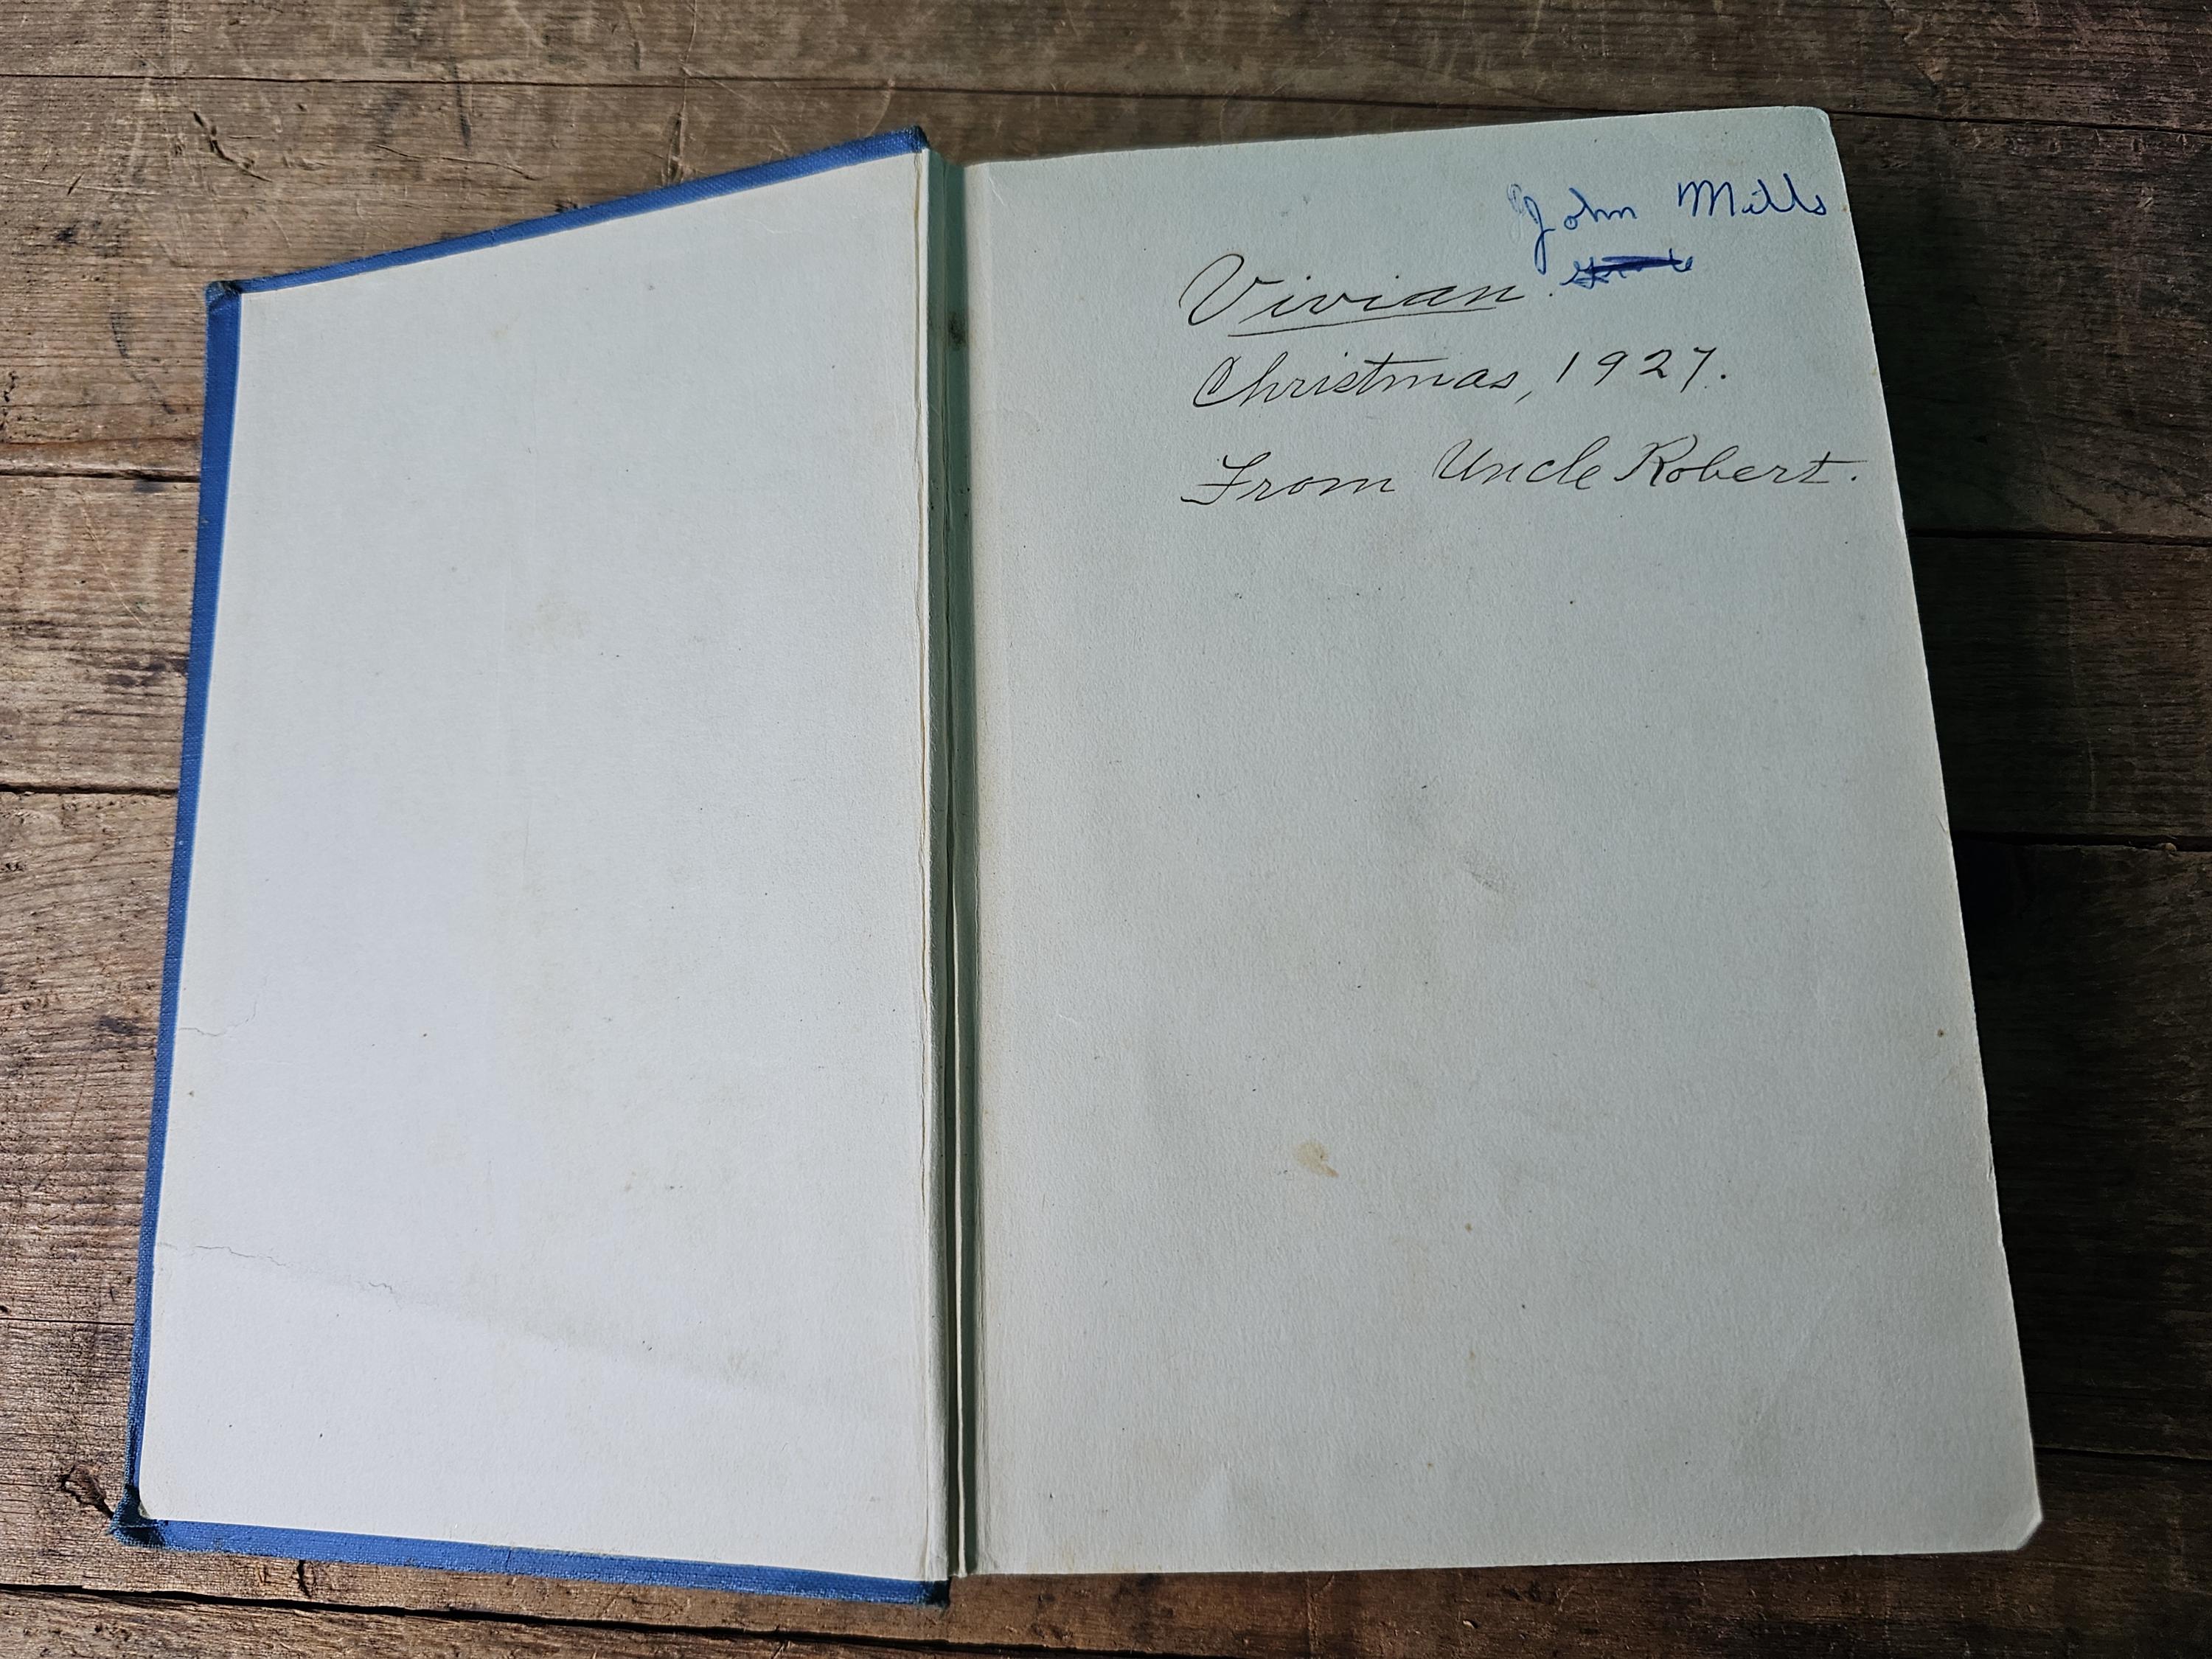 John Mills
Vivian.
Christmas, 1927.
From Uncle Robert.